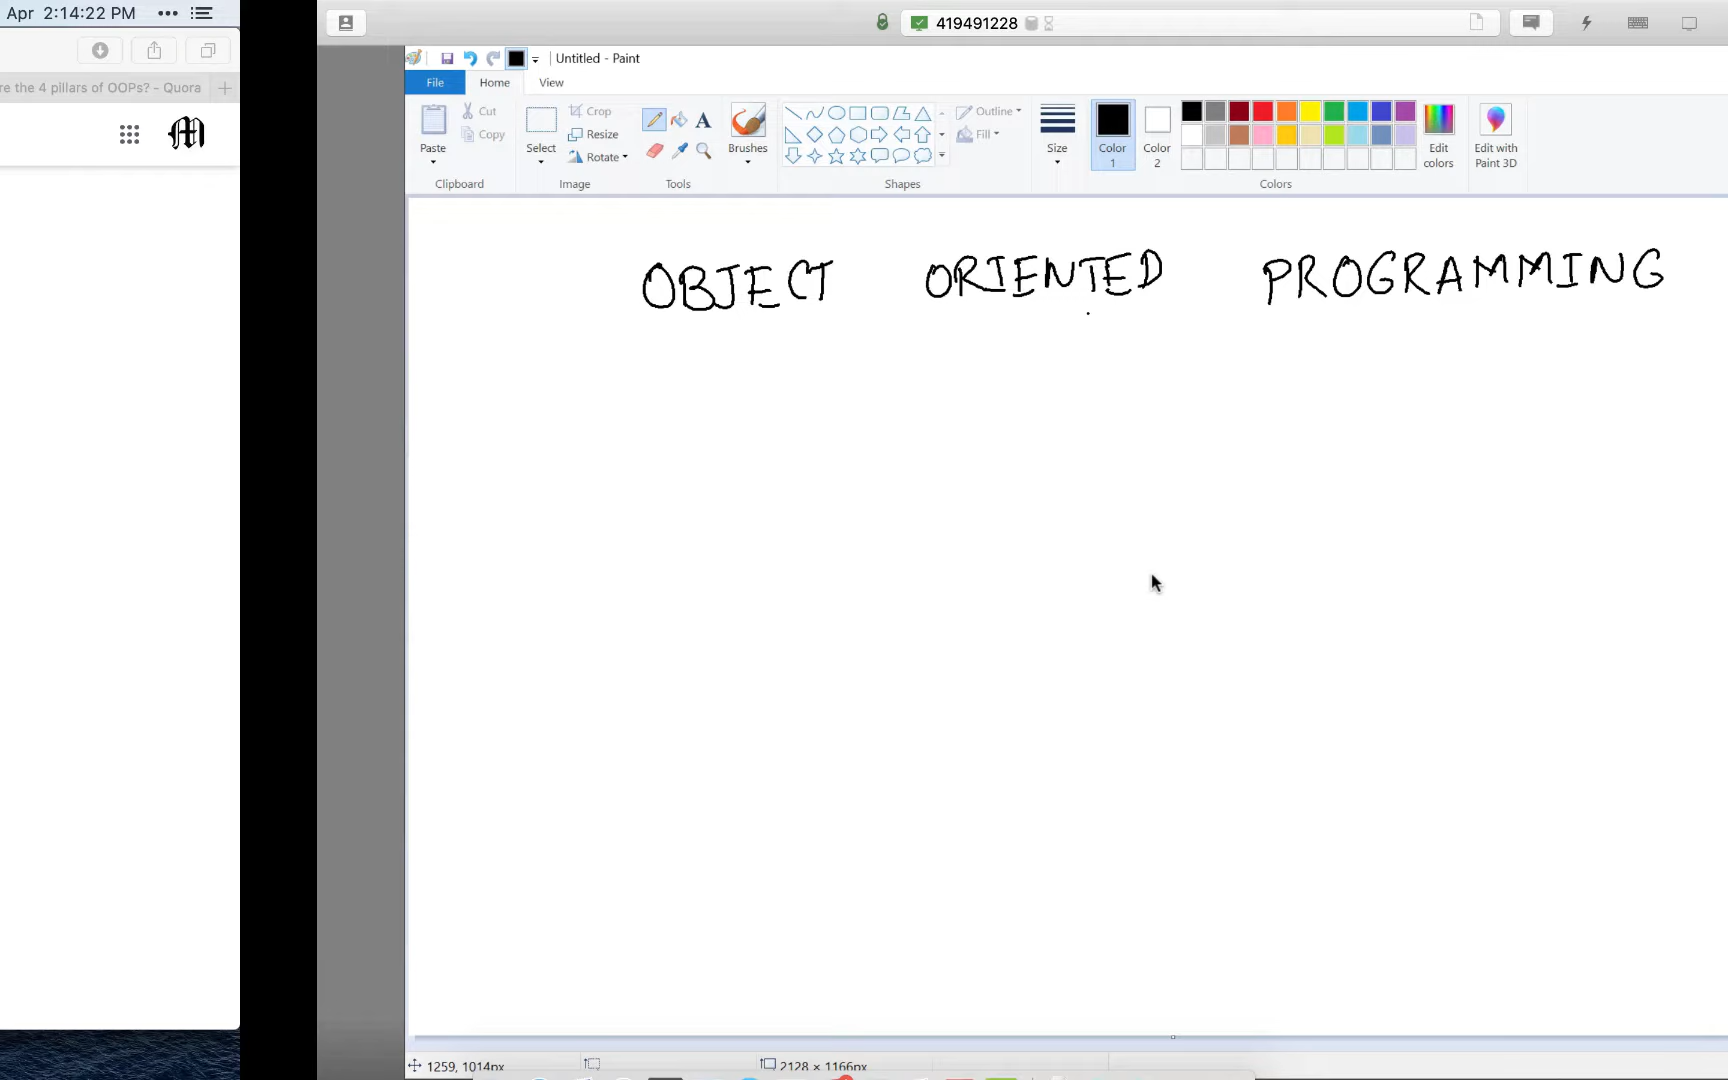 Apr 2:14:22 PM
419491228
re the 4 pillars of OOPs? - Quora
Untitled - Paint
File Home View
Paste
Cut
Copy
Clipboard
Select
Crop
Resize
Rotate
Image
Tools
Brushes
Shapes
Outline
Fill
Size
Color 1
Color 2
Colors
Edit colors
Edit with Paint 3D
OBJECT ORIENTED PROGRAMMING
1259, 1014px
2128 × 1166px